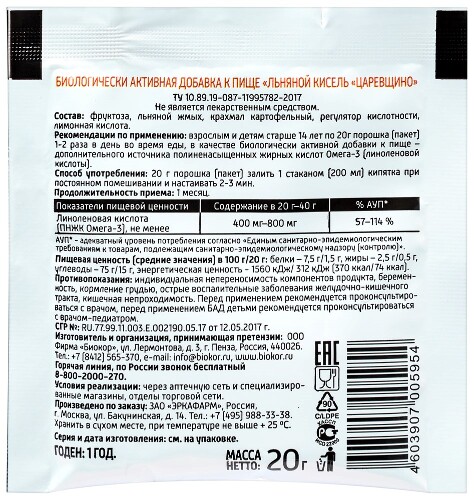 БИОЛОГИЧЕСКИ АКТИВНАЯ ДОБАВКА К ПИЩЕ «ЛЬНЯНОЙ КИСЕЛЬ «ЦАРЕВЩИНО»
ТУ 10.89.19-087-11995782-2017
Не является лекарственным средством.
Состав: фруктоза, льняной жмых, крахмал картофельный, регулятор кислотности,
лимонная кислота.
Рекомендации по применению: взрослым и детям старше 14 лет по 20г порошка (пакет)
1-2 раза в день во время еды, в качестве биологически активной добавки к пище –
дополнительного источника полиненасыщенных жирных кислот Омега-3 (линоленовой
кислоты).
Способ употребления: 20 г порошка (пакет) залить 1 стаканом (200 мл) кипятка при
постоянном помешивании и настаивать 2-3 мин.
Продолжительность приема: 1 месяц.
Показатели пищевой ценности Содержание в 20 г–40 г % АУП*
Линоленовая кислота
(ПНЖК Омега-3), не менее 400 мг–800 мг 57–114 %
АУП* – адекватный уровень потребления согласно «Единым санитарно-эпидемиологическим
требованиям к товарам, подлежащим санитарно-эпидемиологическому надзору (контролю)».
Пищевая ценность (средние значения) в 100 г/20 г: белки – 7,5 г/1,5 г, жиры – 2,5 г/0,5 г,
углеводы – 75 г/15 г, энергетическая ценность – 1560 кДж/ 312 кДж (370 ккал/74 ккал).
Противопоказания: индивидуальная непереносимость компонентов продукта, беремен-
ность, кормление грудью, острые воспалительные заболевания желудочно-кишечного
тракта, кишечная непроходимость. Перед применением рекомендуется проконсультиро-
ваться с врачом, перед применением БАД детьми рекомендуется проконсультироваться
с врачом-педиатром.
СГР №: RU.77.99.11.003.E.002190.05.17 от 12.05.2017 г.
Изготовитель и организация, принимающая претензии: ООО
Фирма «Биокор», ул. Лермонтова, д. 3, г. Пенза, Россия, 440026.
Тел.: +7 (8412) 565-370, e-mail: info@biokor.ru, www.biokor.ru
Горячая линия, по России звонок бесплатный
8-800-2000-270.
Условия реализации: через аптечную сеть и специализиро-
ванные магазины, отделы торговой сети.
Произведено по заказу: ЗАО «ЭРКАФАРМ», Россия,
г. Москва, ул. Бакунинская, д. 14. Тел.: +7 (495) 988-33-38.
Хранить в сухом месте, при температуре не выше + 25 °С.
Серия и дата изготовления: см. на упаковке.
ГОДЕН: 1 ГОД.
МАССА
НЕТТО: 20 г
EAC
90
C/LDPE
4603907005954